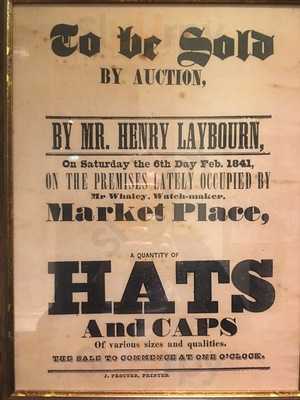 To be Sold
BY AUCTION,
BY MR. HENRY LAYBOURN,
On Saturday the 6th Day Feb. 1841,
ON THE PREMISES LATELY OCCUPIED BY
Mr Whaley, Watch-maker,
Market Place,
A QUANTITY OF
HATS
And CAPS
Of various sizes and qualities.
THE SALE TO COMMENCE AT ONE O'CLOCK.
J. PROCTER, PRINTER